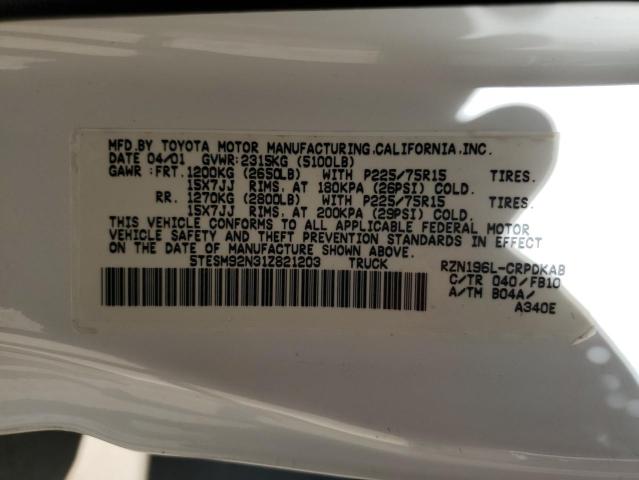 MFD.BY TOYOTA MOTOR MANUFACTURING,CALIFORNIA,INC.
DATE 04/01 GVWR:2315KG (5100LB)
GAWR :FRT.1200KG (2650LB) WITH P225/75R15 TIRES.
15X7JJ RIMS, AT 180KPA (26PSI) COLD.
RR. 1270KG (2800LB) WITH P225/75R15 TIRES.
15X7JJ RIMS, AT 200KPA (29PSI) COLD.
THIS VEHICLE CONFORMS TO ALL APPLICABLE FEDERAL MOTOR
VEHICLE SAFETY AND THEFT PREVENTION STANDARDS IN EFFECT
ON THE DATE OF MANUFACTURE SHOWN ABOVE.
5TESM92N31Z821203 TRUCK RZN196L-CRPDKAB
C/TR 040/FB10
A/TM B04A/
A340E